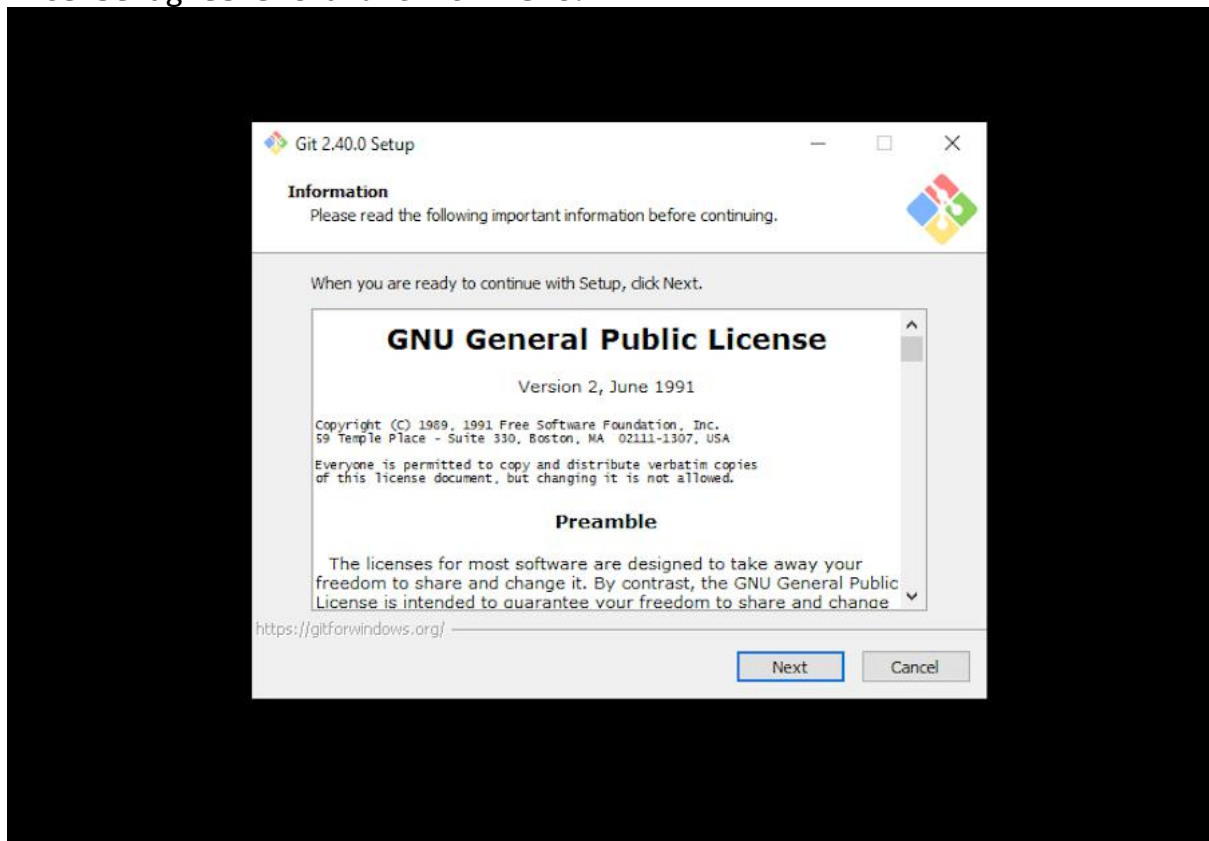 Git 2.40.0 Setup
Information
Please read the following important information before continuing.
When you are ready to continue with Setup, click Next.
GNU General Public License
Version 2, June 1991
Copyright (C) 1989, 1991 Free Software Foundation, Inc.
59 Temple Place - Suite 330, Boston, MA 02111-1307, USA
Everyone is permitted to copy and distribute verbatim copies
of this license document, but changing it is not allowed.
Preamble
The licenses for most software are designed to take away your
freedom to share and change it. By contrast, the GNU General Public
License is intended to guarantee your freedom to share and change
https://gitforwindows.org/
Next
Cancel